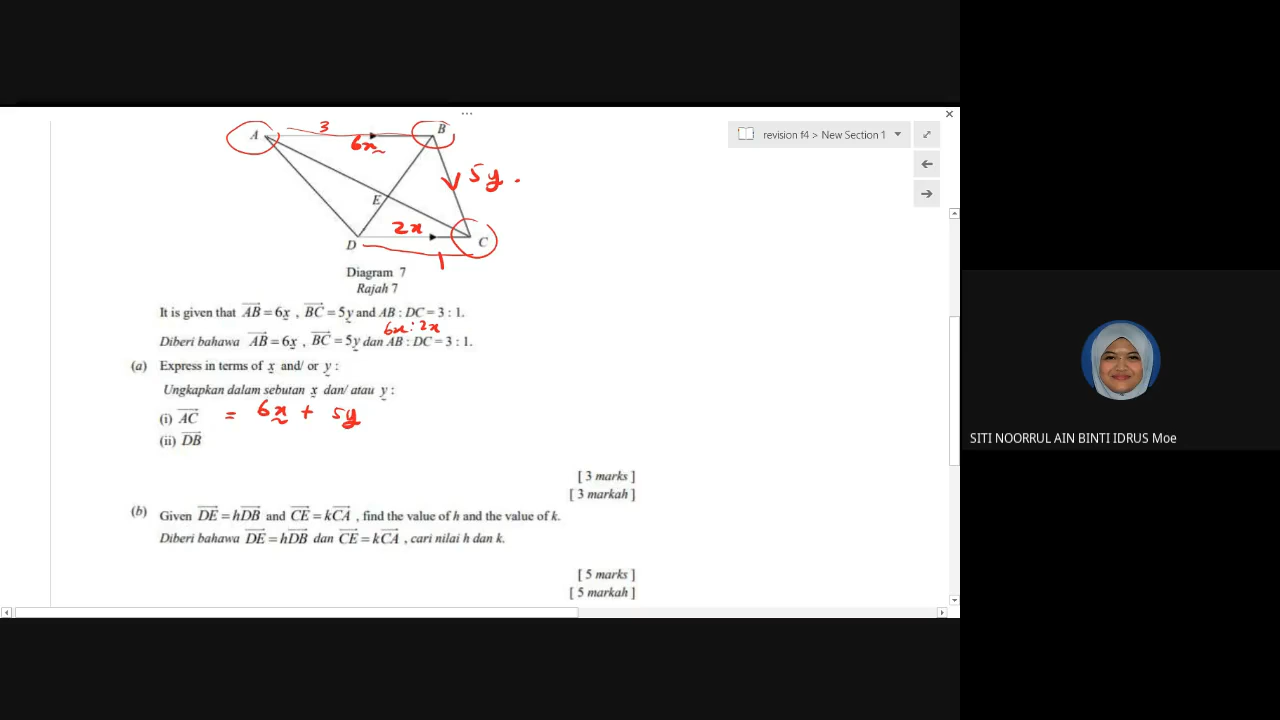 ...
revision f4 > New Section 1
A 3 B
6x
5y.
E
2x
D C
1
Diagram 7
Rajah 7
It is given that AB = 6x , BC = 5y and AB : DC = 3 : 1.
6x : 2x
Diberi bahawa AB = 6x , BC = 5y dan AB : DC = 3 : 1.
(a) Express in terms of x and/ or y :
Ungkapkan dalam sebutan x dan/ atau y :
(i) AC = 6x + 5y
(ii) DB
[ 3 marks ]
[ 3 markah ]
(b) Given DE = hDB and CE = kCA , find the value of h and the value of k.
Diberi bahawa DE = hDB dan CE = kCA , cari nilai h dan k.
[ 5 marks ]
[ 5 markah ]
SITI NOORRUL AIN BINTI IDRUS Moe